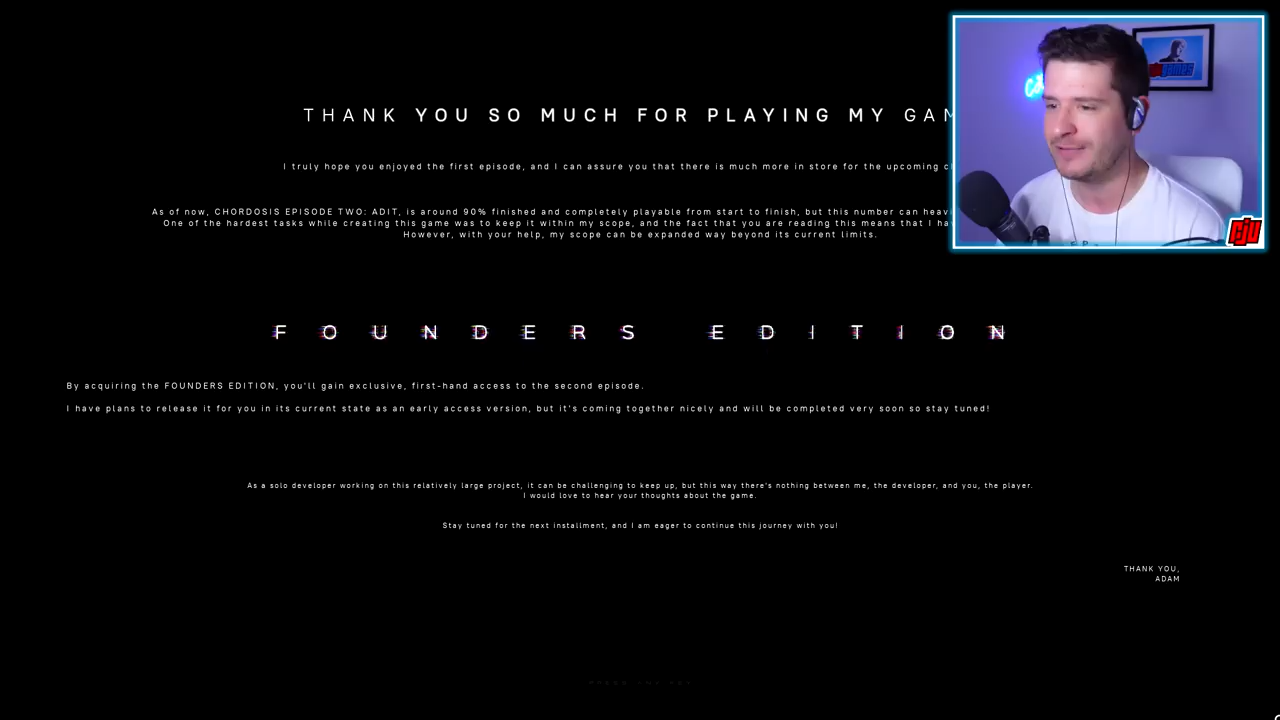 THANK YOU SO MUCH FOR PLAYING MY
I truly hope you enjoyed the first episode, and I can assure you that there is much more in store for the upcoming
As of now, CHORDOSIS EPISODE TWO: ADIT, is around 90% finished and completely playable from start to finish, but this number can
One of the hardest tasks while creating this game was to keep it within my scope, and the fact that you are reading this means that I
However, with your help, my scope can be expanded way beyond its current limits.
FOUNDERS EDITION
By acquiring the FOUNDERS EDITION, you'll gain exclusive, first-hand access to the second episode.
I have plans to release it for you in its current state as an early access version, but it's coming together nicely and will be completed very soon so stay tuned!
As a solo developer working on this relatively large project, it can be challenging to keep up, but this way there's nothing between me, the developer, and you, the player.
I would love to hear your thoughts about the game.
Stay tuned for the next installment, and I am eager to continue this journey with you!
THANK YOU,
ADAM